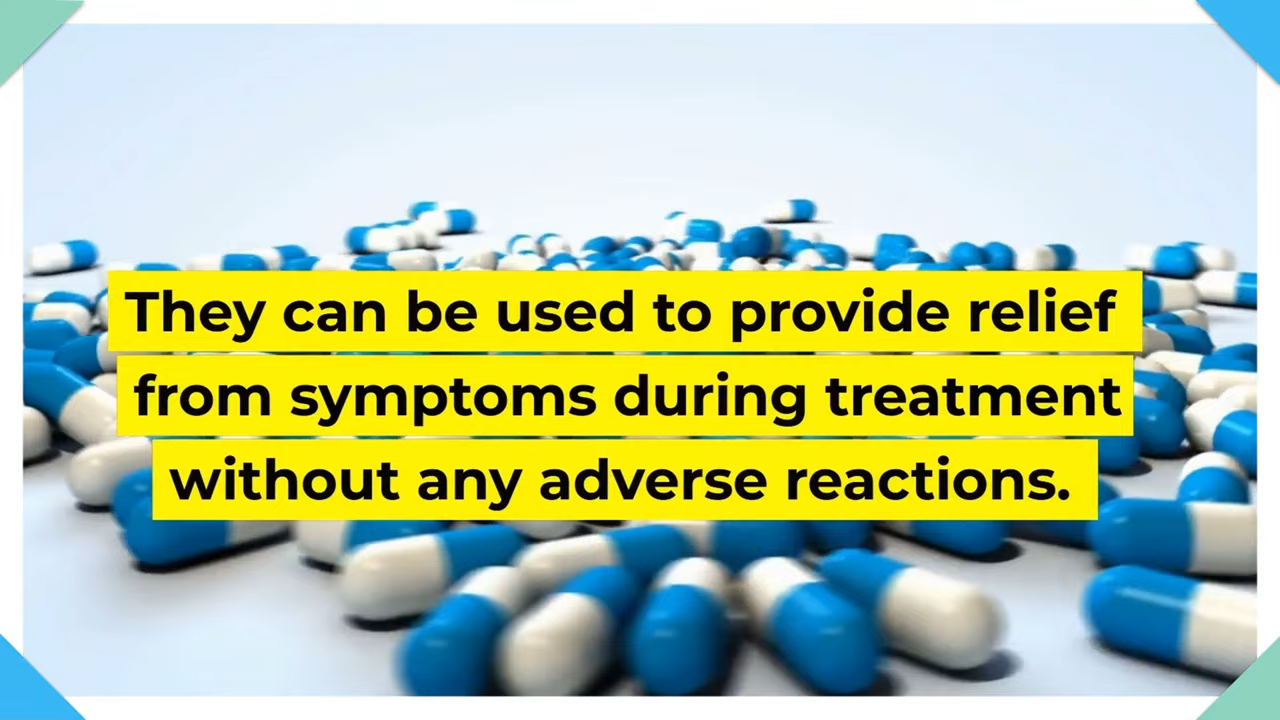 They can be used to provide relief
from symptoms during treatment
without any adverse reactions.